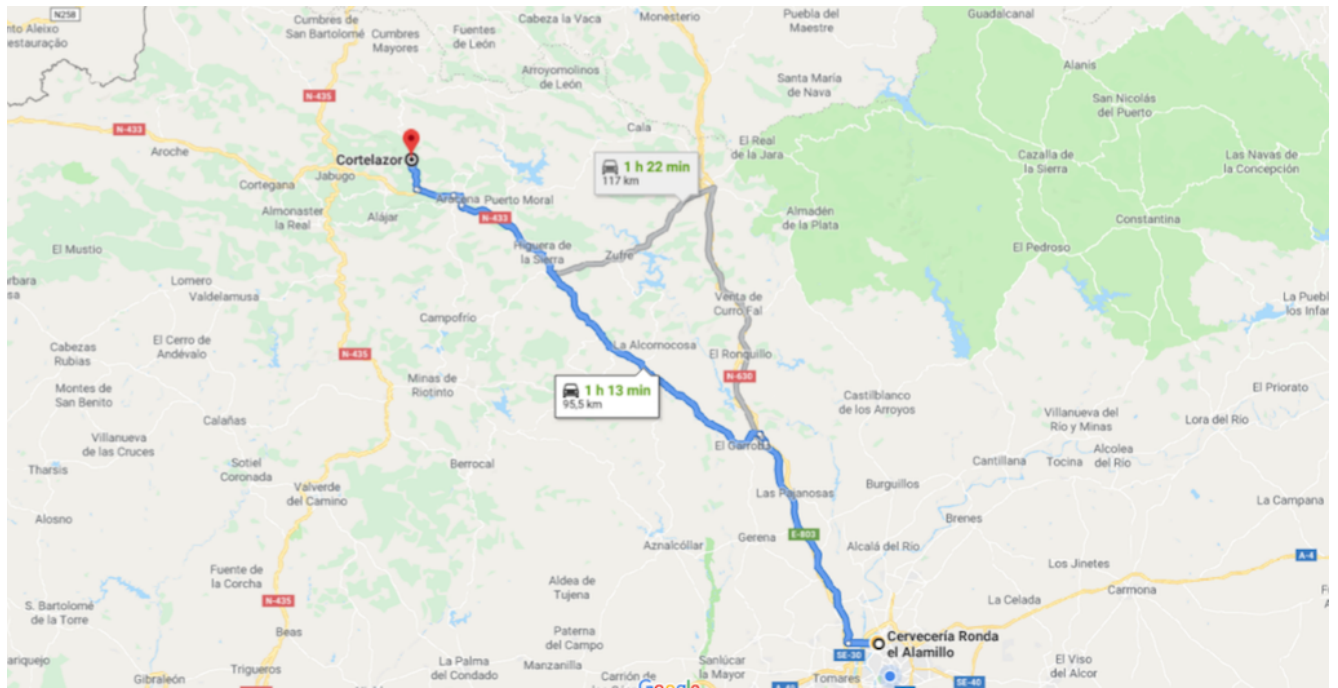 N258
Cumbres de
San Bartolomé
Cumbres
Mayores
Fuentes
de León
Cabeza la Vaca
Monesterio
Puebla del
Maestre
Guadalcanal
nto Aleixo
estauração
Arroyomolinos
de León
Santa María
de Nava
Alanis
San Nicolás
del Puerto
N-435
N-433
Aroche
Cala
El Real
de la Jara
Cazalla de
la Sierra
Las Navas de
la Concepción
Cortelazor
1 h 22 min
117 km
Cortegana
Jabugo
Aracena
Puerto Moral
Almonaster
la Real
Alájar
N-433
Almadén
de la Plata
Constantina
El Mustio
Higuera de
la Sierra
Zufre
El Pedroso
Lomero
Valdelamusa
Venta de
Curro Fal
La Puebla
los Infan
Campofrío
El Cerro de
Andévalo
Cabezas
Rubias
N-435
La Alcornocosa
El Ronquillo
N-630
Minas de
Riotinto
1 h 13 min
95,5 km
Montes de
San Benito
Calañas
Castilblanco
de los Arroyos
El Priorato
Villanueva del
Río y Minas
Lora del Río
Villanueva
de las Cruces
El Garrobo
Alcolea
del Río
Tharsis
Sotiel
Coronada
Berrocal
Cantillana
Tocina
Valverde
del Camino
Las Pajanosas
Burguillos
La Campana
Alosno
Brenes
E-803
Gerena
Aznalcóllar
Alcalá del Río
A-4
Fuente de
la Corcha
Los Jinetes
Aldea de
Tujena
Carmona
S. Bartolomé
de la Torre
N-435
La Celada
Beas
Paterna
del Campo
Cervecería Ronda
el Alamillo
SE-30
La Palma
del Condado
Manzanilla
Sanlúcar
la Mayor
El Viso
del Alcor
Trigueros
Gibraleón
Carrión de
Tomares
SE-40
Google